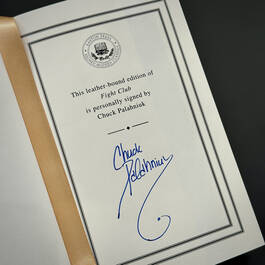 This leather-bound edition of
Fight Club
is personally signed by
Chuck Palahniuk
Chuck
Palahniuk